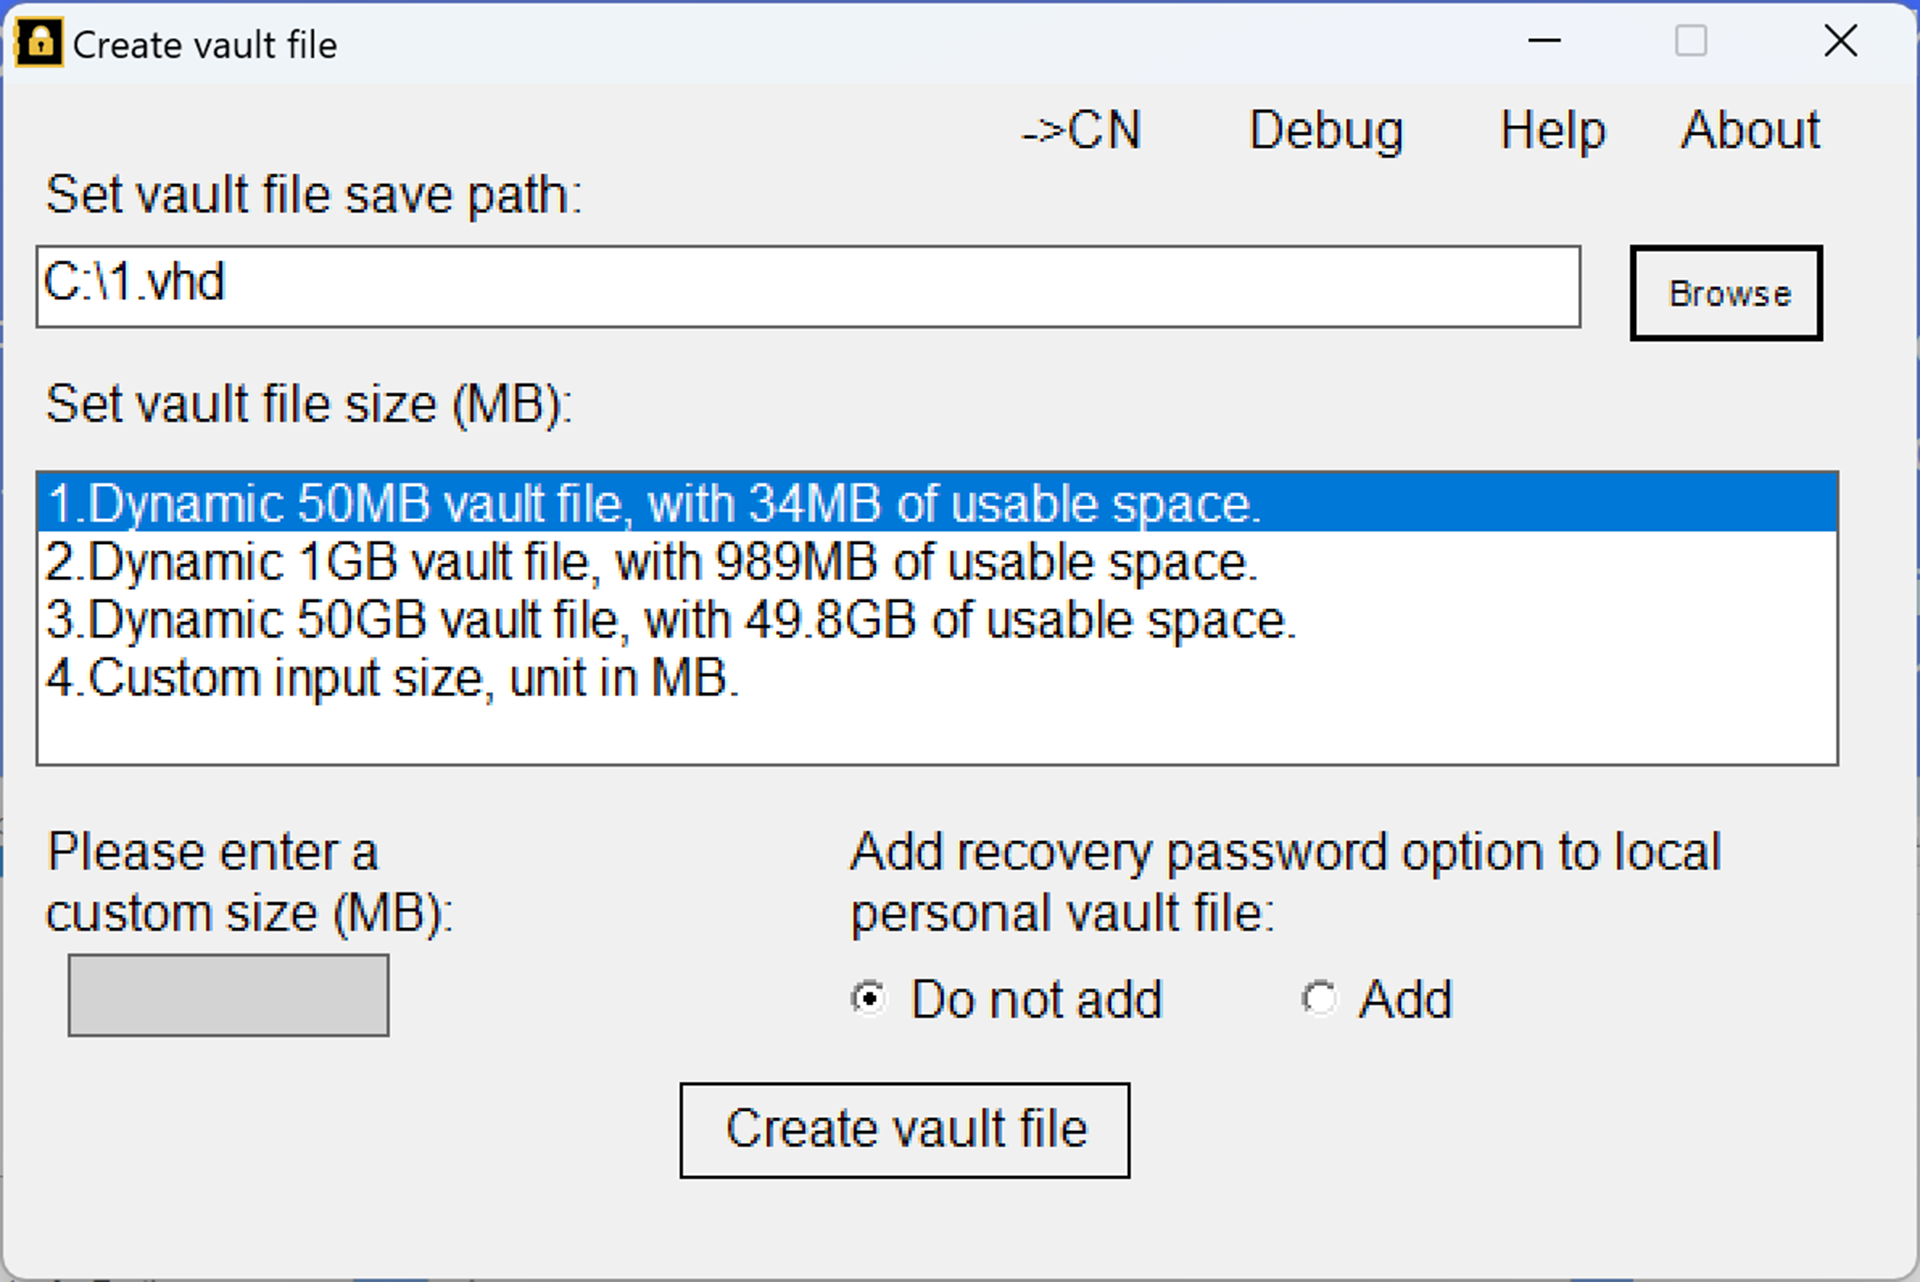 Create vault file
->CN Debug Help About
Set vault file save path:
C:\1.vhd
Browse
Set vault file size (MB):
1.Dynamic 50MB vault file, with 34MB of usable space.
2.Dynamic 1GB vault file, with 989MB of usable space.
3.Dynamic 50GB vault file, with 49.8GB of usable space.
4.Custom input size, unit in MB.
Please enter a
custom size (MB):
Add recovery password option to local
personal vault file:
Do not add
Add
Create vault file